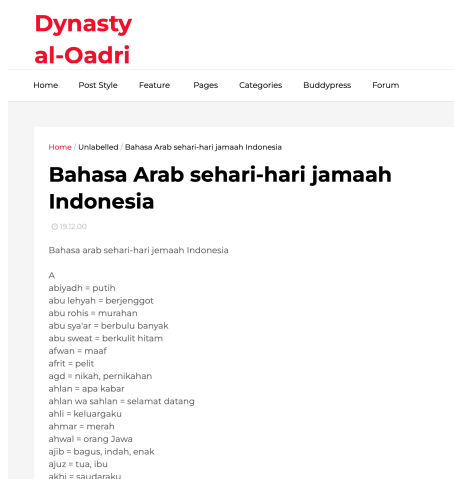 Dynasty
al-Qadri
Home Post Style Feature Pages Categories Buddypress Forum
Home / Unlabelled / Bahasa Arab sehari-hari jamaah Indonesia
Bahasa Arab sehari-hari jamaah
Indonesia
19.12.00
Bahasa arab sehari-hari jemaah Indonesia
A
abiyadh = putih
abu lehyah = berjenggot
abu rohis = murahan
abu sya'ar = berbulu banyak
abu sweat = berkulit hitam
afwan = maaf
afrit = pelit
agd = nikah, pernikahan
ahlan = apa kabar
ahlan wa sahlan = selamat datang
ahli = keluargaku
ahmar = merah
ahwal = orang Jawa
ajib = bagus, indah, enak
ajuz = tua, ibu
akhi = saudaraku